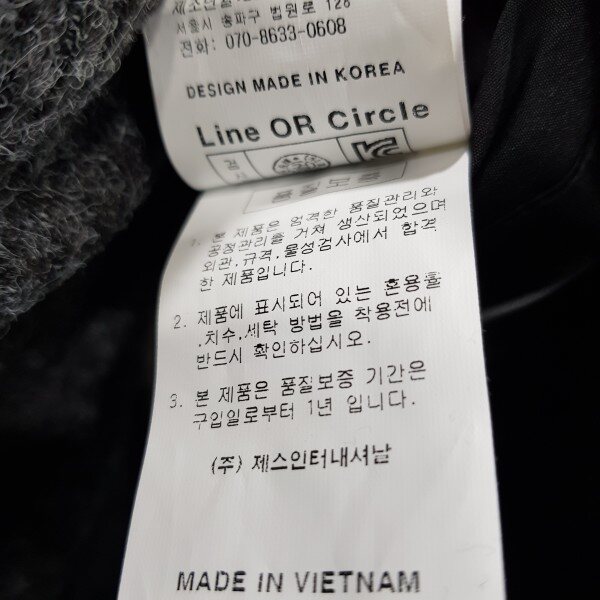 서울시 송파구 법원로 128
전화: 070-8633-0608
DESIGN MADE IN KOREA
Line OR Circle
품질보증
1. 본 제품은 엄격한 품질관리와
공정관리를 거쳐 생산되었으며
외관.규격.물성검사에서 합격
한 제품입니다.
2. 제품에 표시되어 있는 혼용율
.치수.세탁 방법을 착용전에
반드시 확인하십시오.
3. 본 제품은 품질보증 기간은
구입일로부터 1년 입니다.
(주) 제스인터내셔날
MADE IN VIETNAM